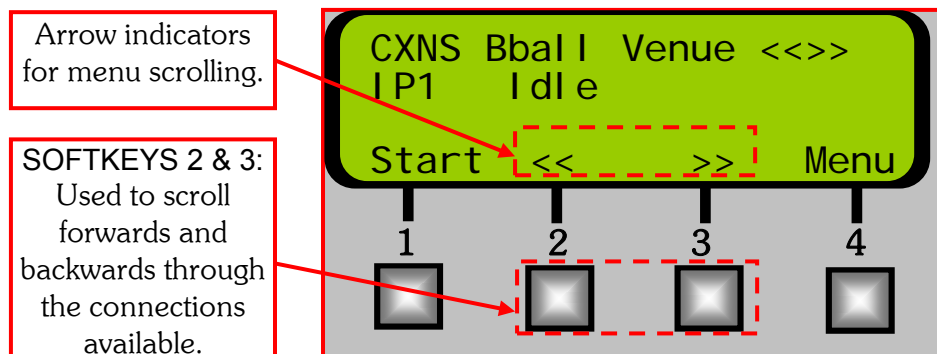 Arrow indicators
for menu scrolling.
SOFTKEYS 2 & 3:
Used to scroll
forwards and
backwards through
the connections
available.
CXNS Bball Venue <<>>
IP1 Idle
Start << >> Menu
1 2 3 4